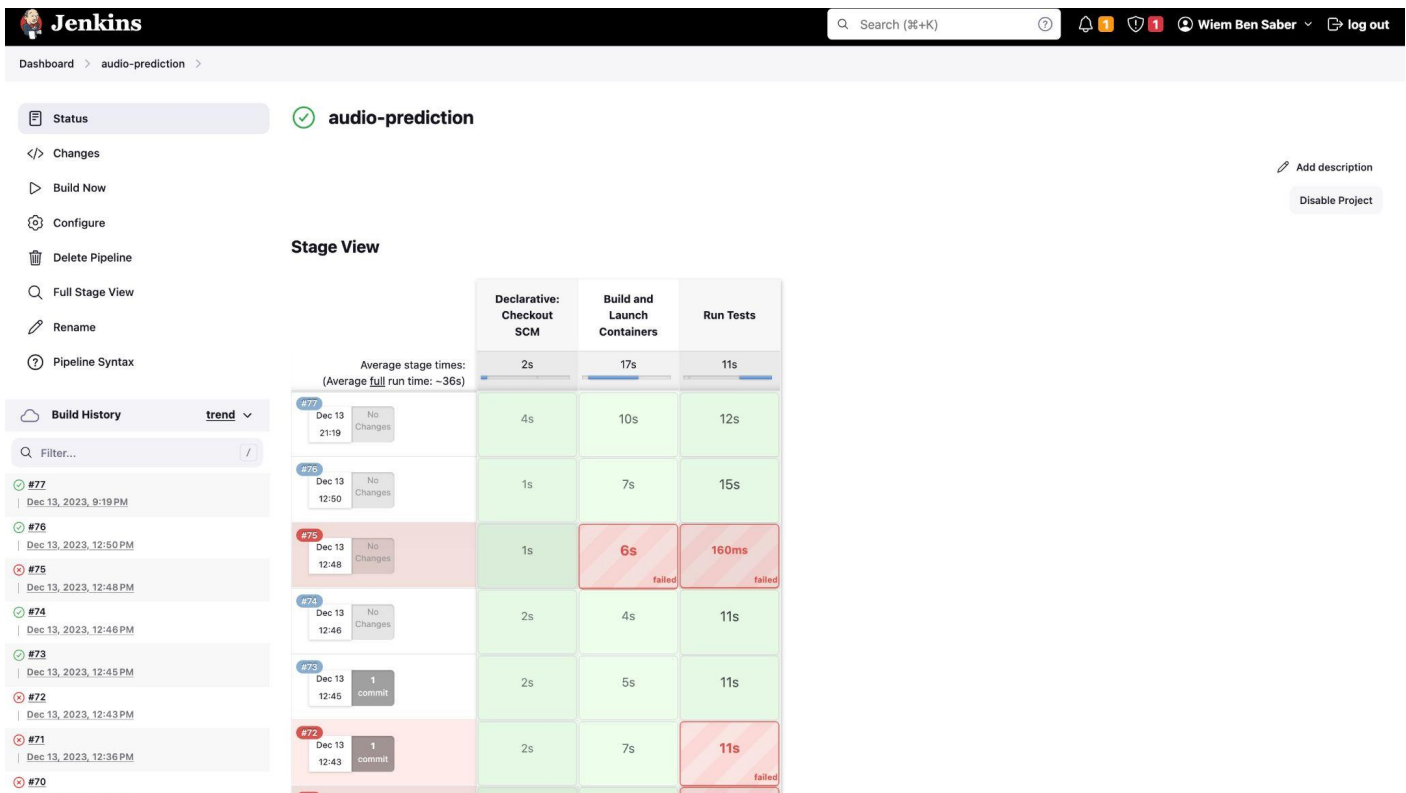 Jenkins
Search (⌘+K)
1
1
Wiem Ben Saber
log out
Dashboard > audio-prediction >
Status
Changes
Build Now
Configure
Delete Pipeline
Full Stage View
Rename
Pipeline Syntax
Build History
trend
Filter...
/
#77
Dec 13, 2023, 9:19 PM
#76
Dec 13, 2023, 12:50 PM
#75
Dec 13, 2023, 12:48 PM
#74
Dec 13, 2023, 12:46 PM
#73
Dec 13, 2023, 12:45 PM
#72
Dec 13, 2023, 12:43 PM
#71
Dec 13, 2023, 12:36 PM
#70
audio-prediction
Add description
Disable Project
Stage View
Declarative:
Checkout
SCM
Build and
Launch
Containers
Run Tests
Average stage times:
(Average full run time: ~36s)
2s
17s
11s
#77
Dec 13
21:19
No
Changes
4s
10s
12s
#76
Dec 13
12:50
No
Changes
1s
7s
15s
#75
Dec 13
12:48
No
Changes
1s
6s
failed
160ms
failed
#74
Dec 13
12:46
No
Changes
2s
4s
11s
#73
Dec 13
12:45
1
commit
2s
5s
11s
#72
Dec 13
12:43
1
commit
2s
7s
11s
failed